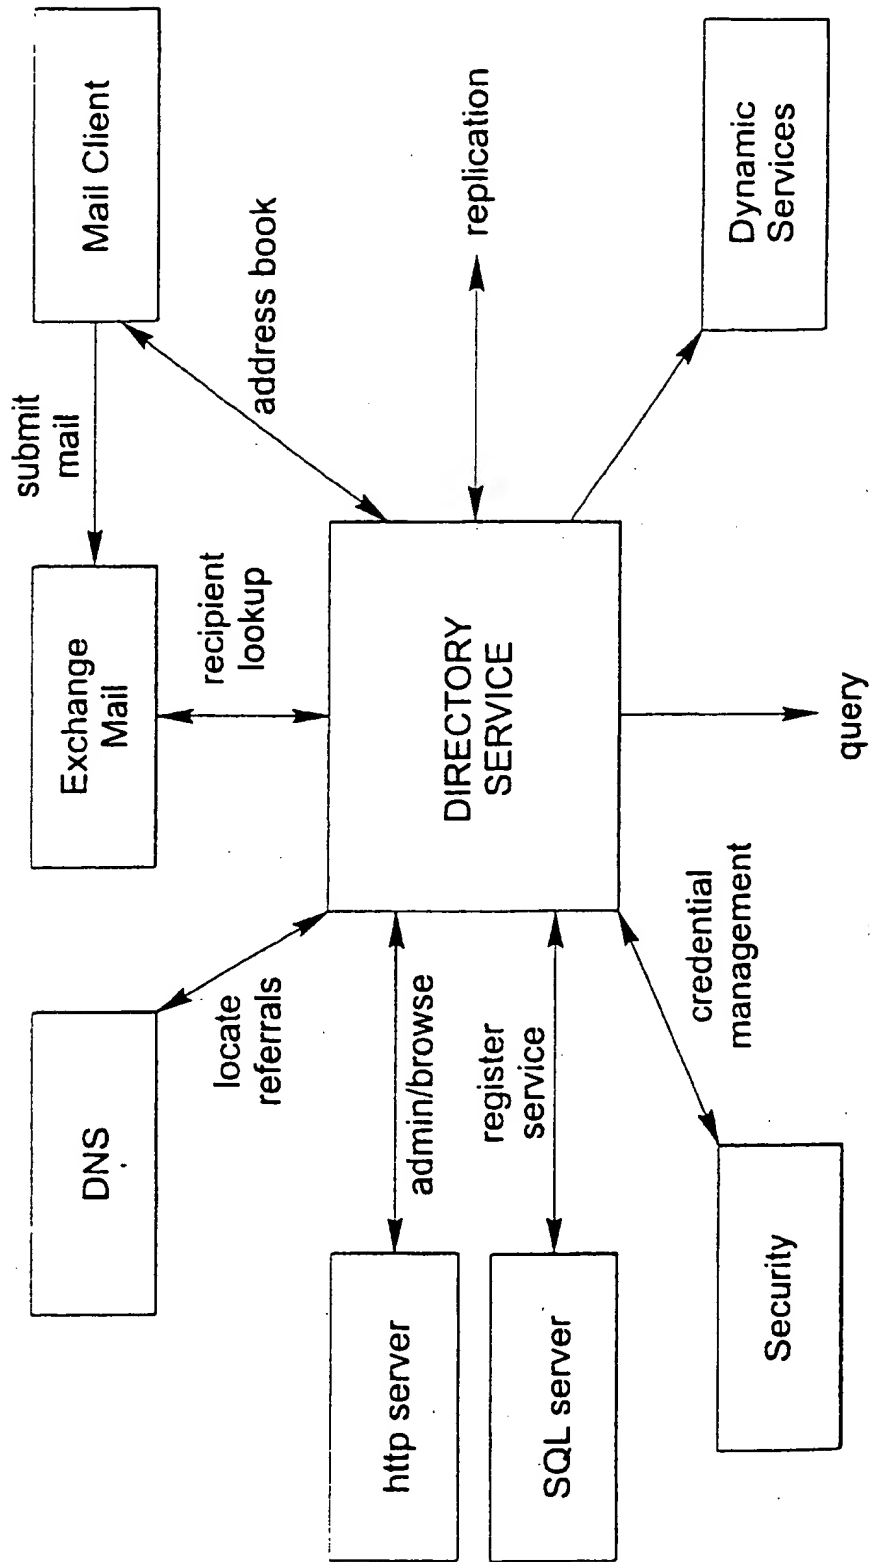 DNS
Exchange
Mail
Mail Client
submit
mail
locate
referrals
recipient
lookup
address book
http server
admin/browse
DIRECTORY
SERVICE
replication
SQL server
register
service
Security
credential
management
query
Dynamic
Services